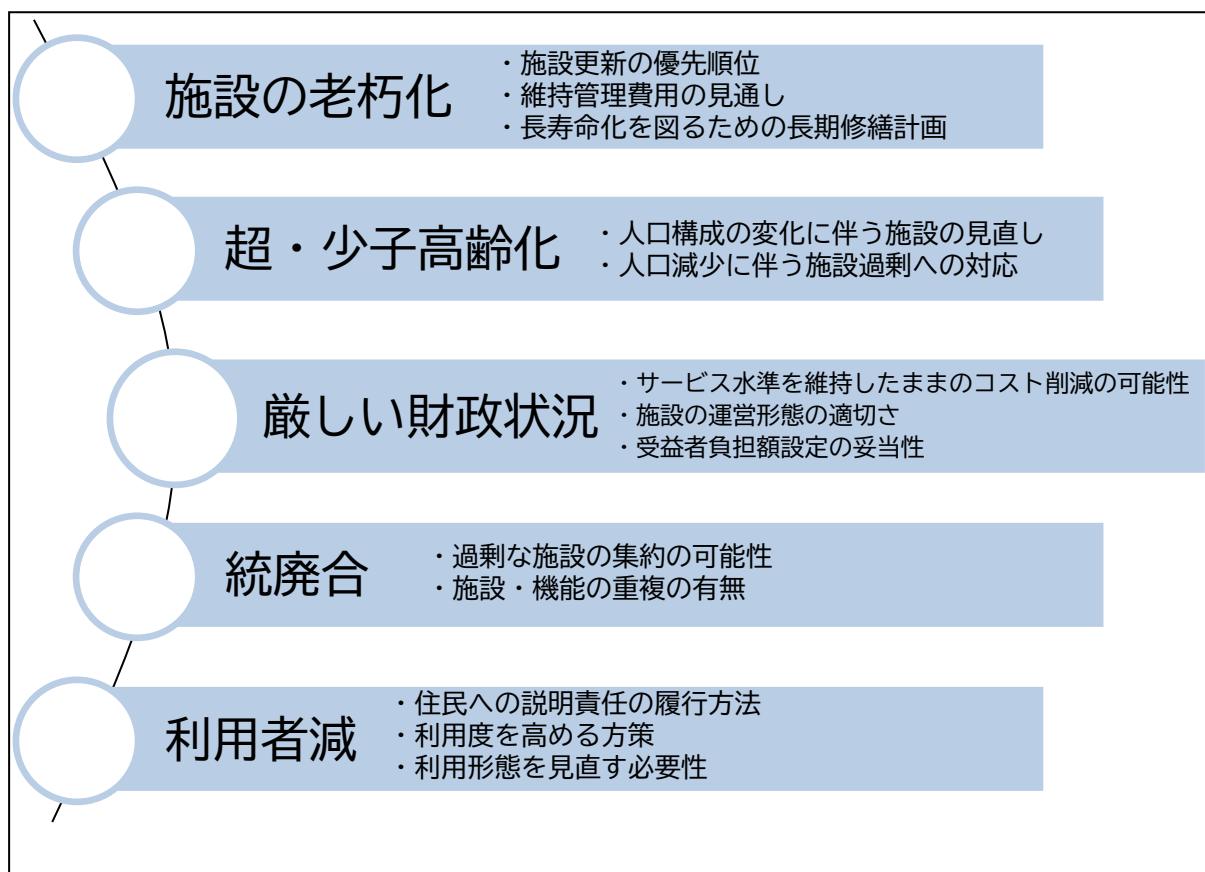 施設の老朽化
・施設更新の優先順位
・維持管理費用の見通し
・長寿命化を図るための長期修繕計画
超・少子高齢化
・人口構成の変化に伴う施設の見直し
・人口減少に伴う施設過剰への対応
厳しい財政状況
・サービス水準を維持したままのコスト削減の可能性
・施設の運営形態の適切さ
・受益者負担額設定の妥当性
統廃合
・過剰な施設の集約の可能性
・施設・機能の重複の有無
利用者減
・住民への説明責任の履行方法
・利用度を高める方策
・利用形態を見直す必要性